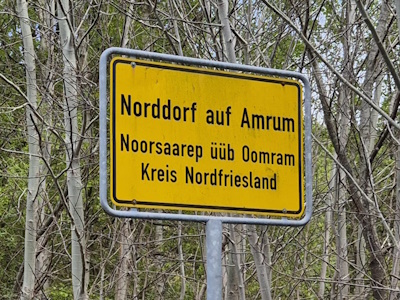 Norddorf auf Amrum
Noorsaarep üüb Oomram
Kreis Nordfriesland